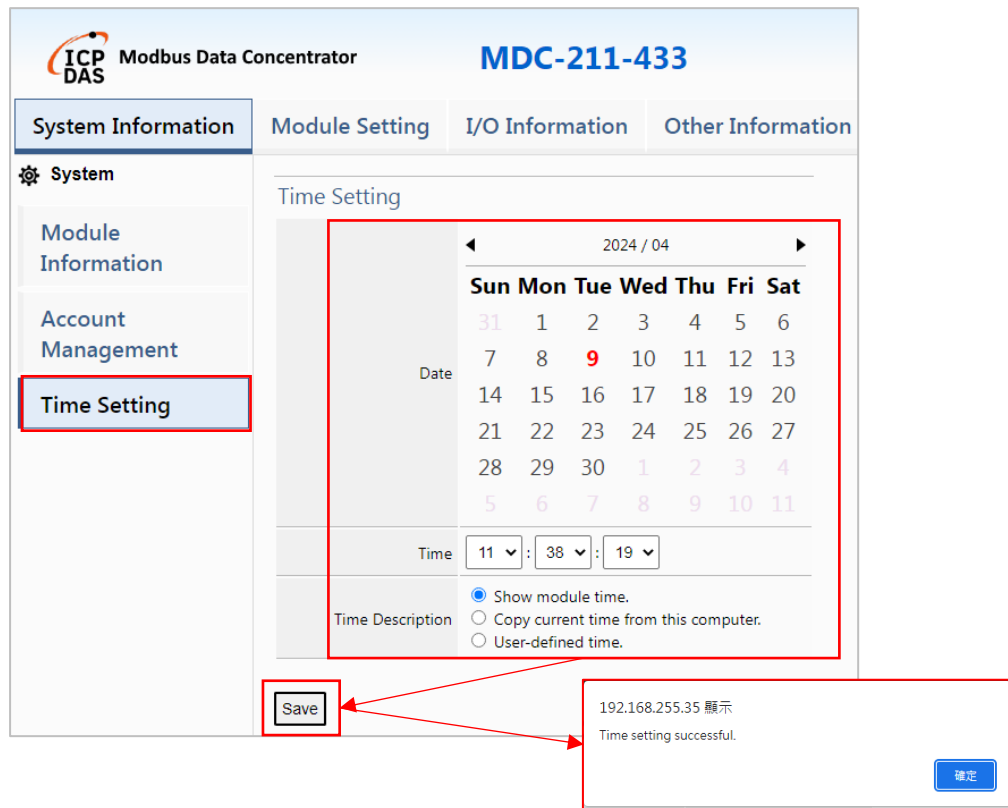 ICP DAS Modbus Data Concentrator MDC-211-433
System Information Module Setting I/O Information Other Information
System
Module Information
Account Management
Time Setting
Time Setting
Date
2024 / 04
Sun Mon Tue Wed Thu Fri Sat
31 1 2 3 4 5 6
7 8 9 10 11 12 13
14 15 16 17 18 19 20
21 22 23 24 25 26 27
28 29 30 1 2 3 4
5 6 7 8 9 10 11
Time 11 : 38 : 19
Time Description
Show module time.
Copy current time from this computer.
User-defined time.
Save
192.168.255.35 顯示
Time setting successful.
確定